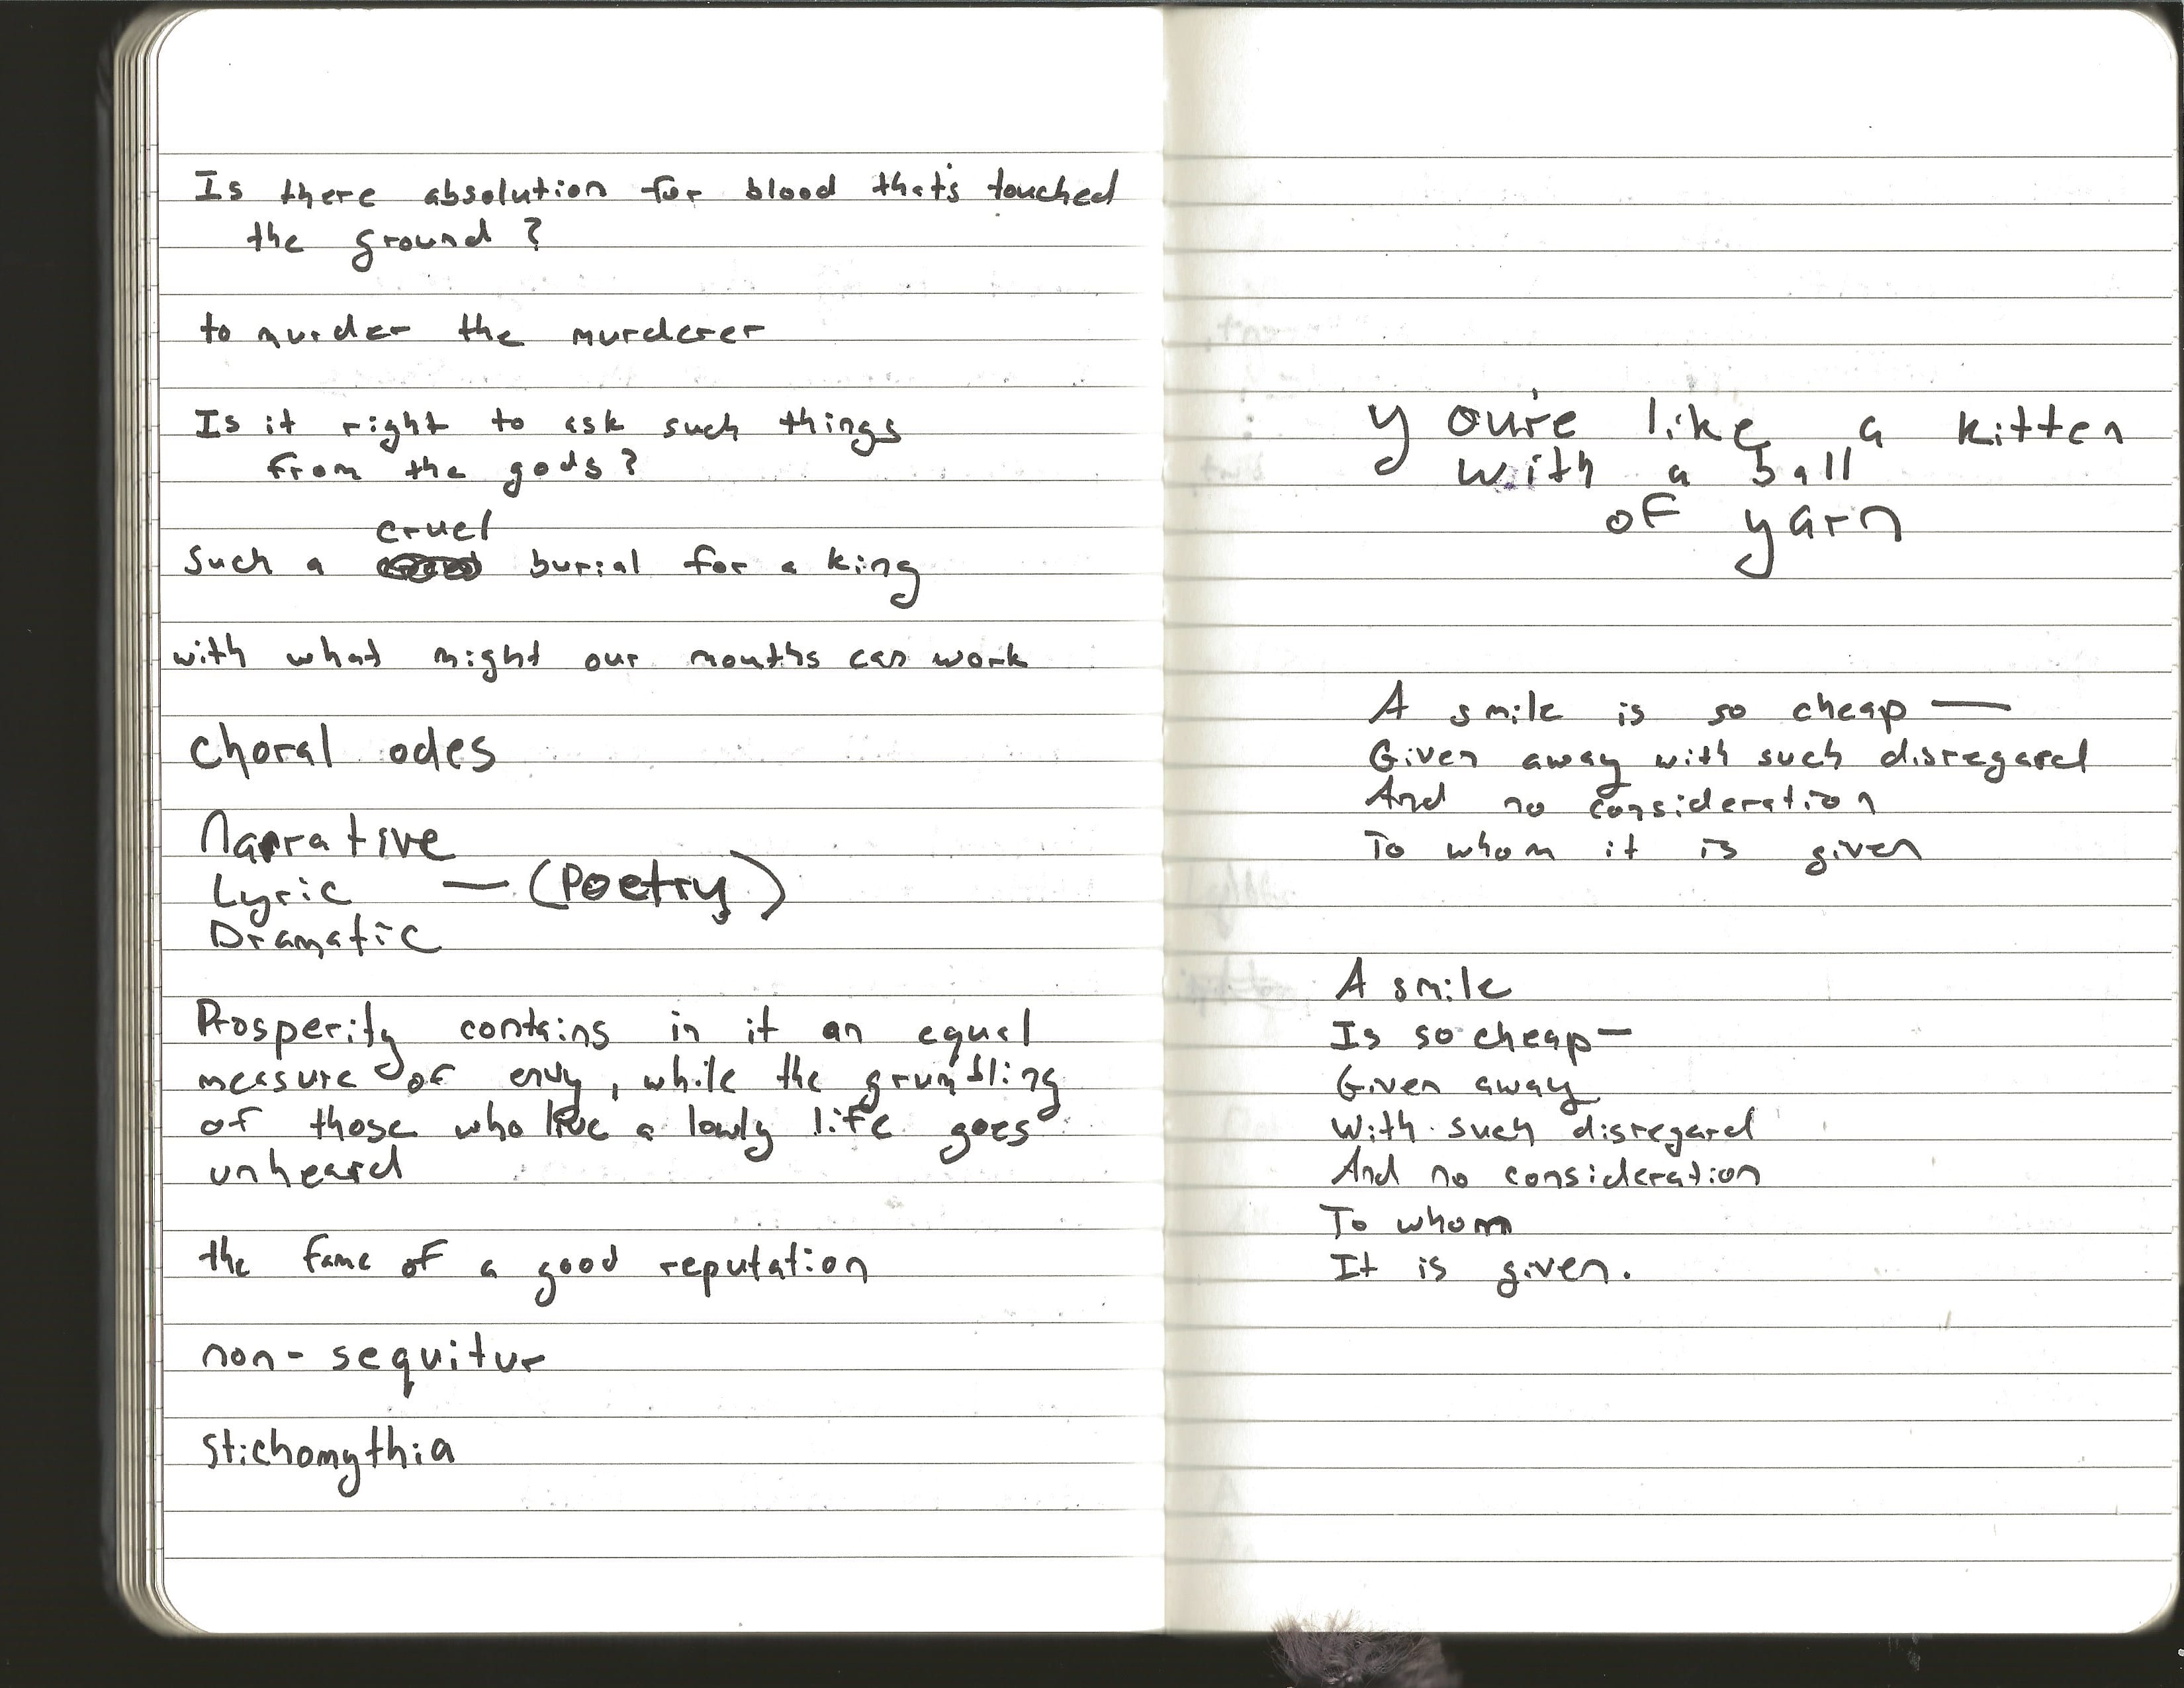 Is there absolution for blood that's touched
the ground?
to murder the murderer
Is it right to ask such things
from the gods?
cruel
Such a burial for a king
with what might our mouths can work
choral odes
Narrative
Lyric — (Poetry)
Dramatic
Prosperity contains in it an equal
measure of envy, while the grumbling
of those who live a lowly life goes
unheard
the fame of a good reputation
non-sequitur
Stichomythia
you're like a kitten
with a ball
of yarn
A smile is so cheap —
Given away with such disregard
And no consideration
To whom it is given
A smile
Is so cheap —
Given away
With such disregard
And no consideration
To whom
It is given.